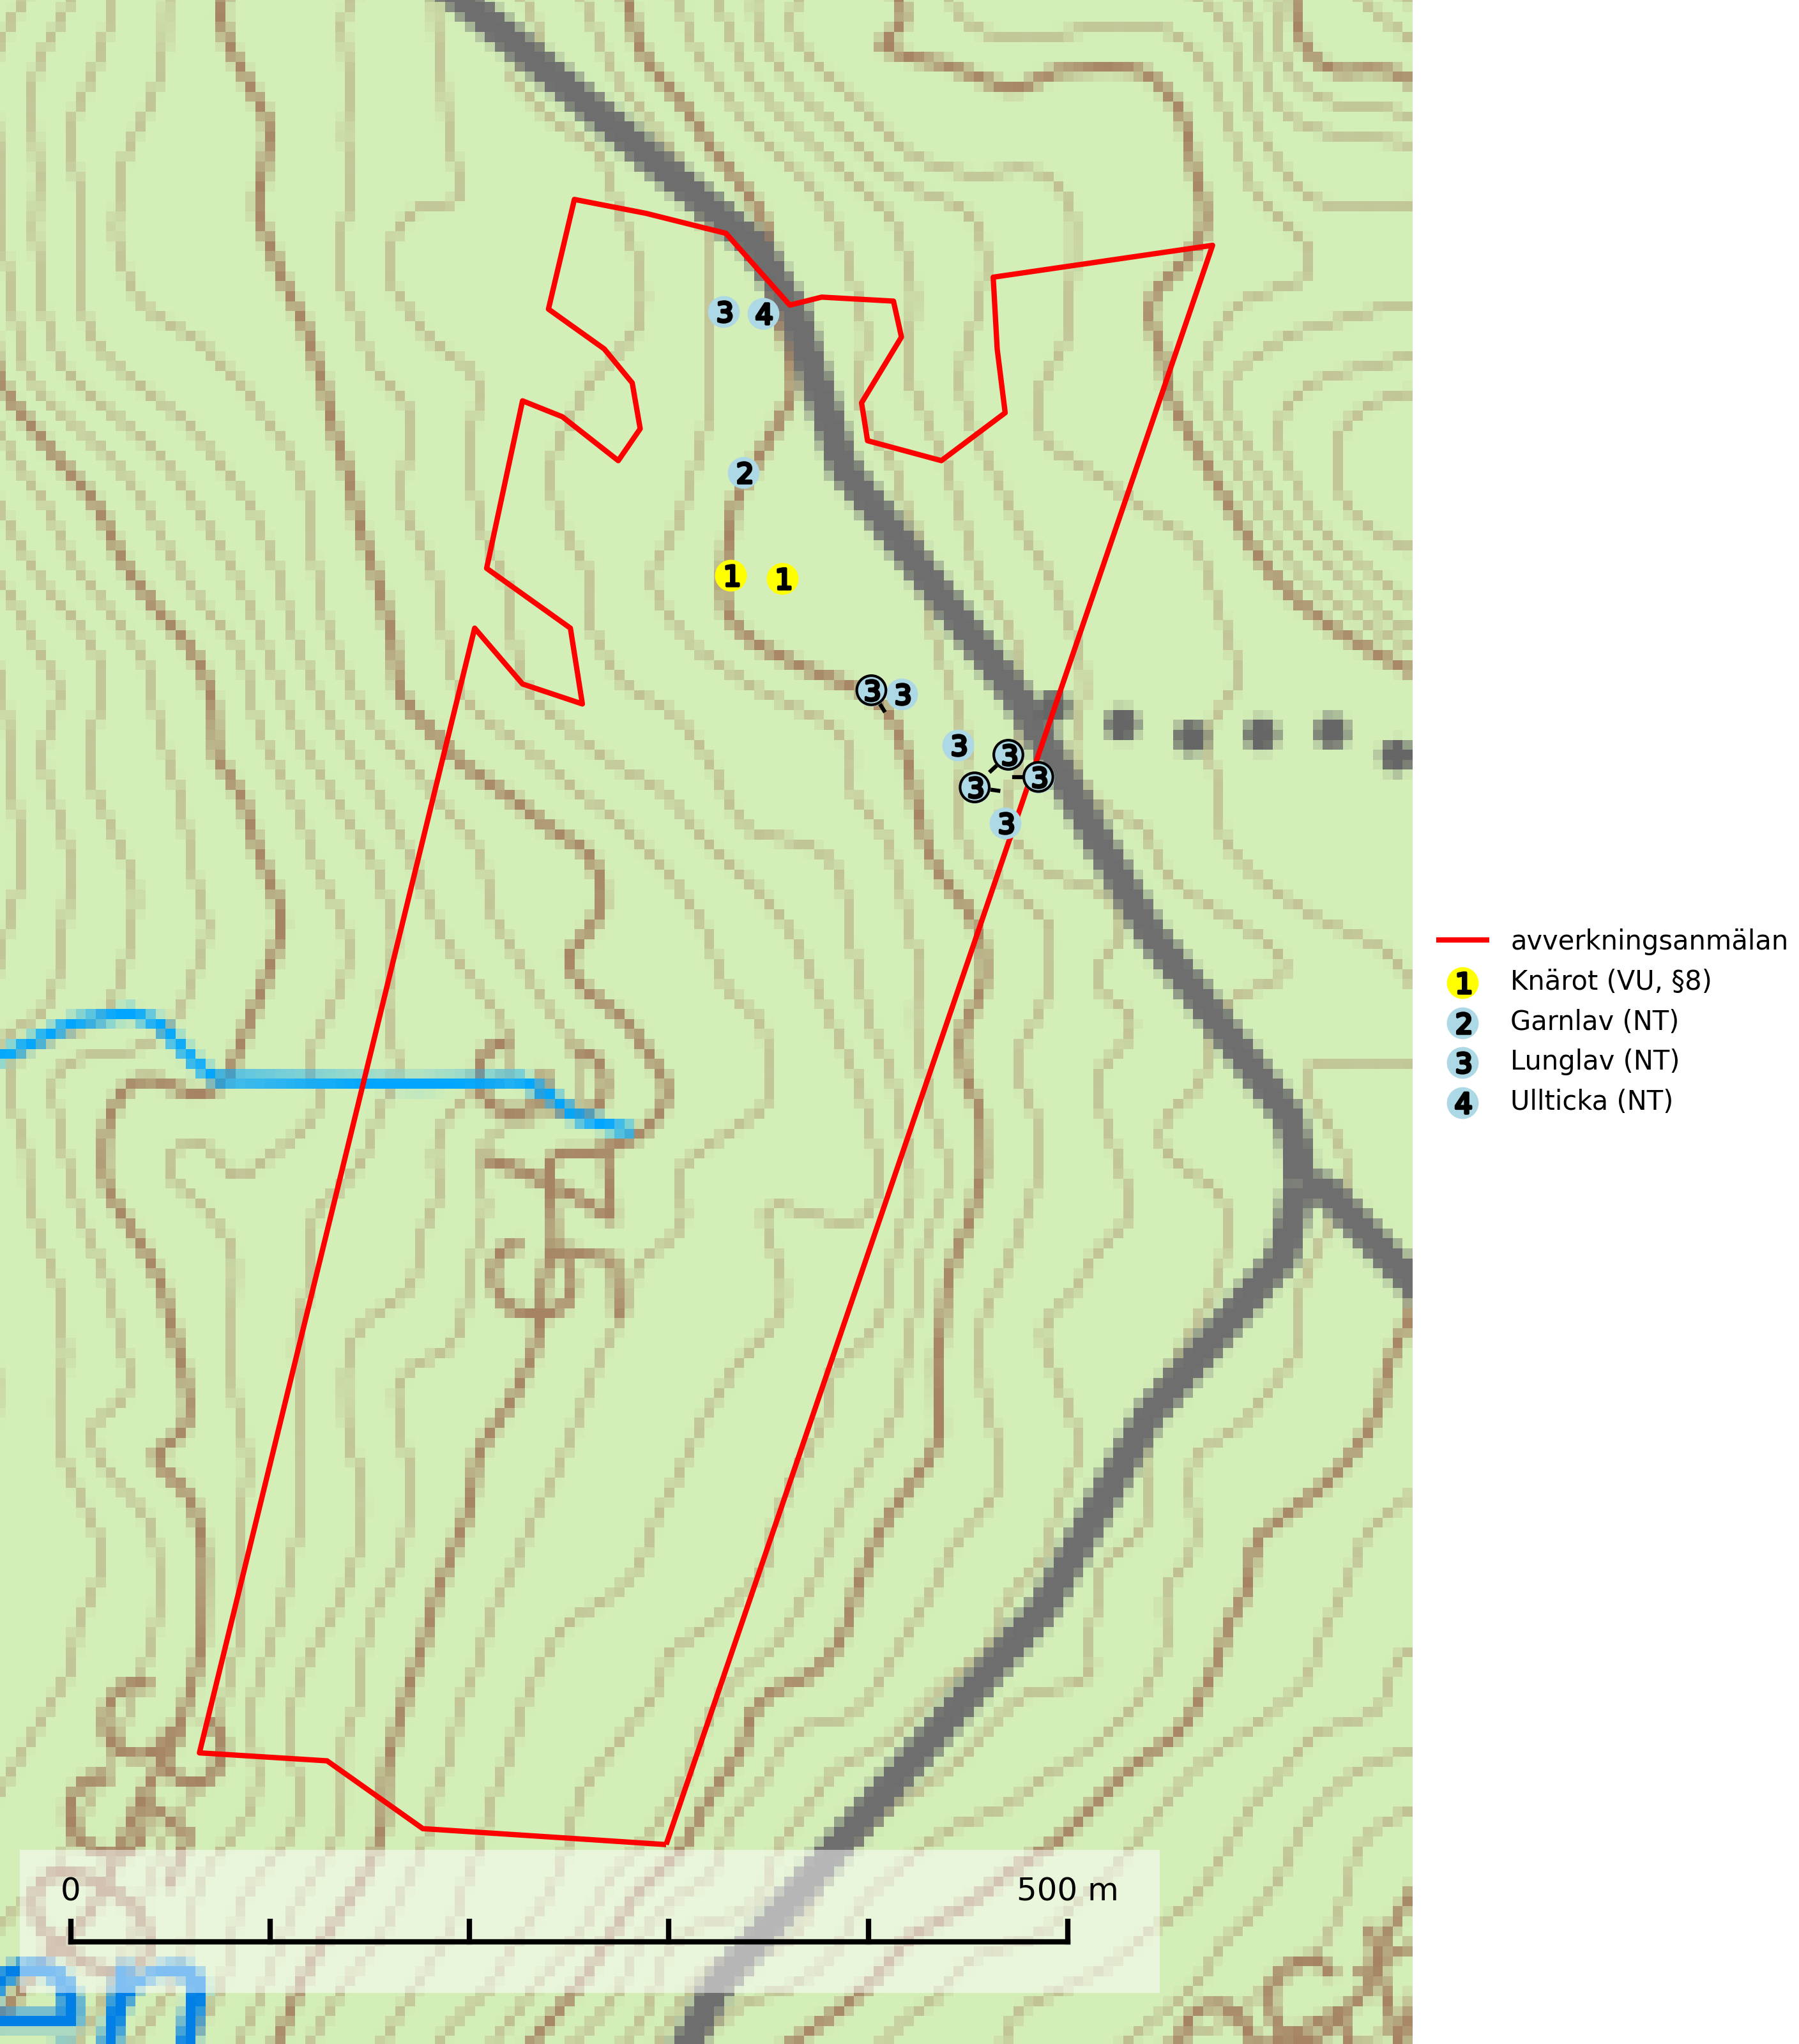 3 4
2
1 1
3 3
3 3
3 3
3
avverkningsanmälan
1 Knärot (VU, §8)
2 Garnlav (NT)
3 Lunglav (NT)
4 Ullticka (NT)
0 500 m
en